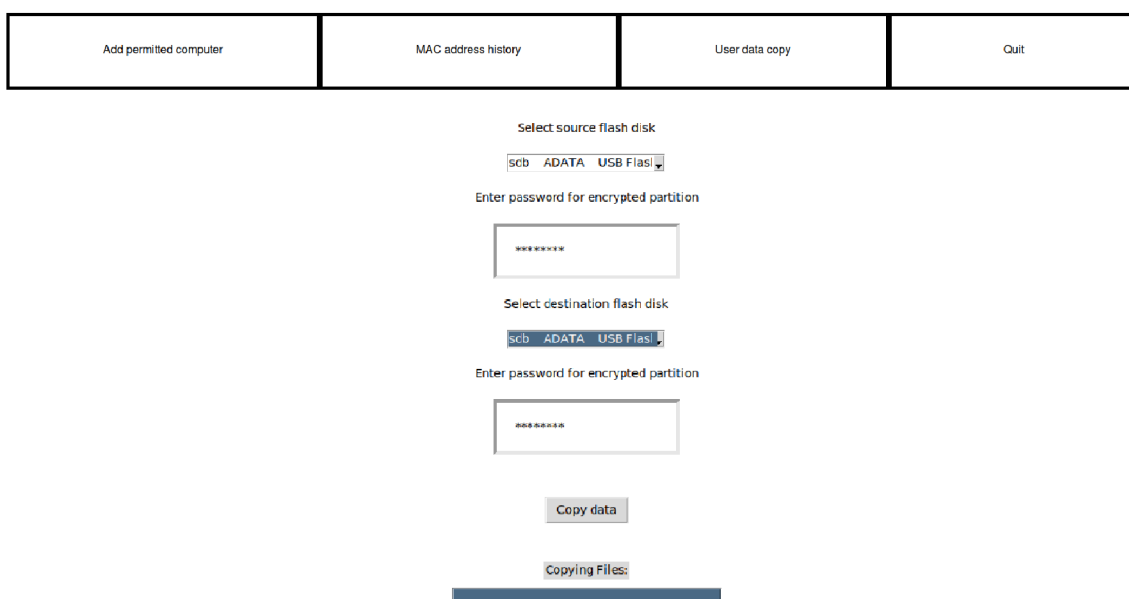 Add permitted computer MAC address history User data copy Quit
Select source flash disk
sdb ADATA USB Flas
Enter password for encrypted partition
********
Select destination flash disk
sdb ADATA USB Flas
Enter password for encrypted partition
********
Copy data
Copying Files: